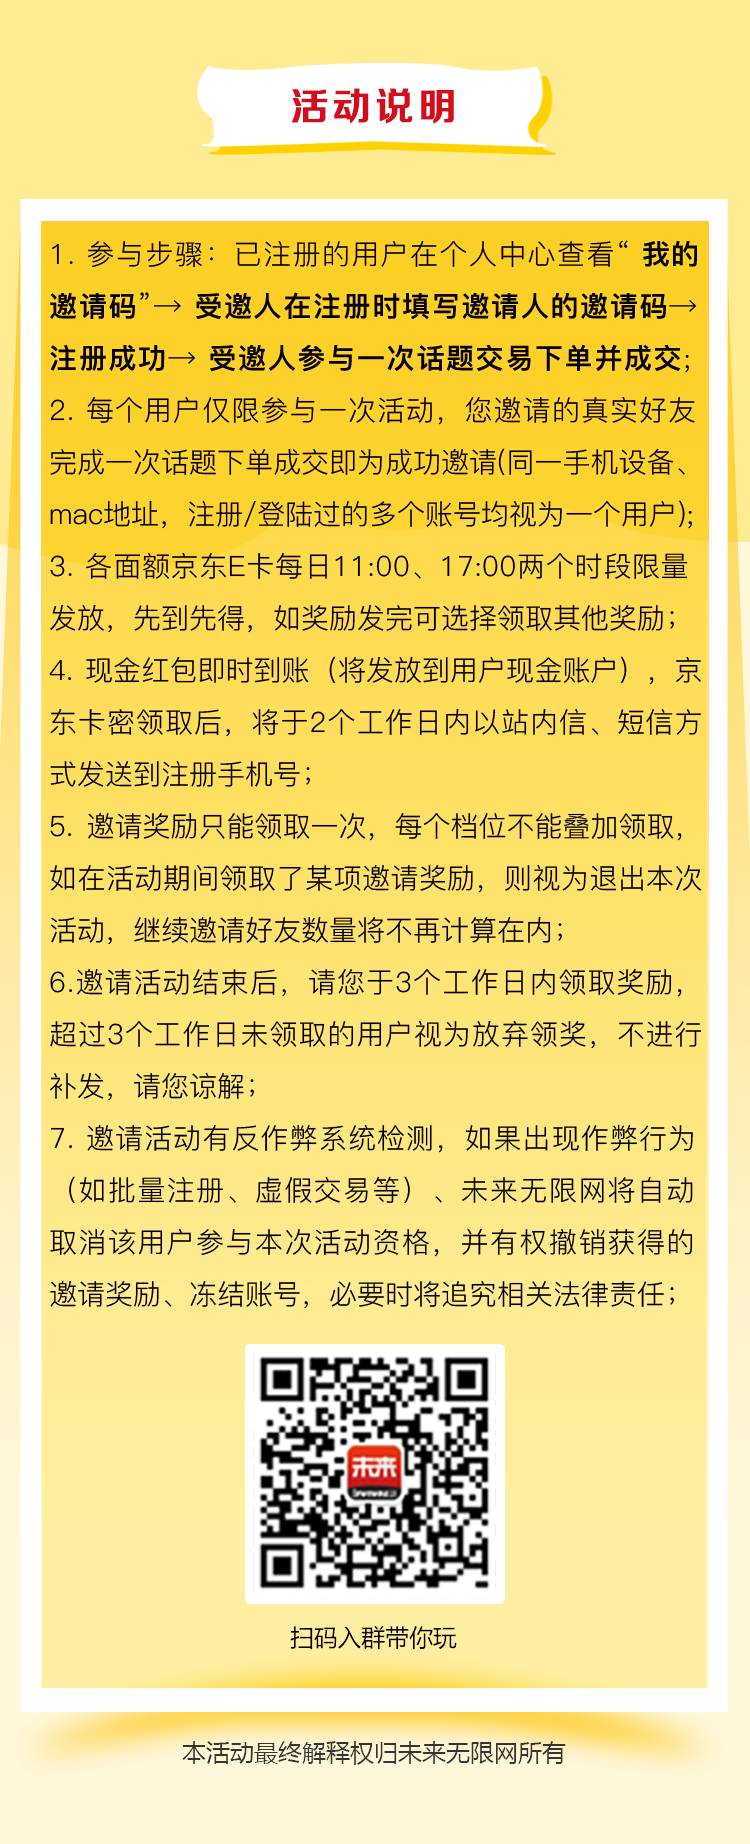 活动说明
1. 参与步骤：已注册的用户在个人中心查看“ 我的
邀请码”→ 受邀人在注册时填写邀请人的邀请码→
注册成功→ 受邀人参与一次话题交易下单并成交；
2. 每个用户仅限参与一次活动，您邀请的真实好友
完成一次话题下单成交即为成功邀请(同一手机设备、
mac地址，注册/登陆过的多个账号均视为一个用户)；
3. 各面额京东E卡每日11:00、17:00两个时段限量
发放，先到先得，如奖励发完可选择领取其他奖励；
4. 现金红包即时到账（将发放到用户现金账户），京
东卡密领取后，将于2个工作日内以站内信、短信方
式发送到注册手机号；
5. 邀请奖励只能领取一次，每个档位不能叠加领取，
如在活动期间领取了某项邀请奖励，则视为退出本次
活动，继续邀请好友数量将不再计算在内；
6.邀请活动结束后，请您于3个工作日内领取奖励，
超过3个工作日未领取的用户视为放弃领奖，不进行
补发，请您谅解；
7. 邀请活动有反作弊系统检测，如果出现作弊行为
（如批量注册、虚假交易等）、未来无限网将自动
取消该用户参与本次活动资格，并有权撤销获得的
邀请奖励、冻结账号，必要时将追究相关法律责任；
未来
扫码入群带你玩
本活动最终解释权归未来无限网所有